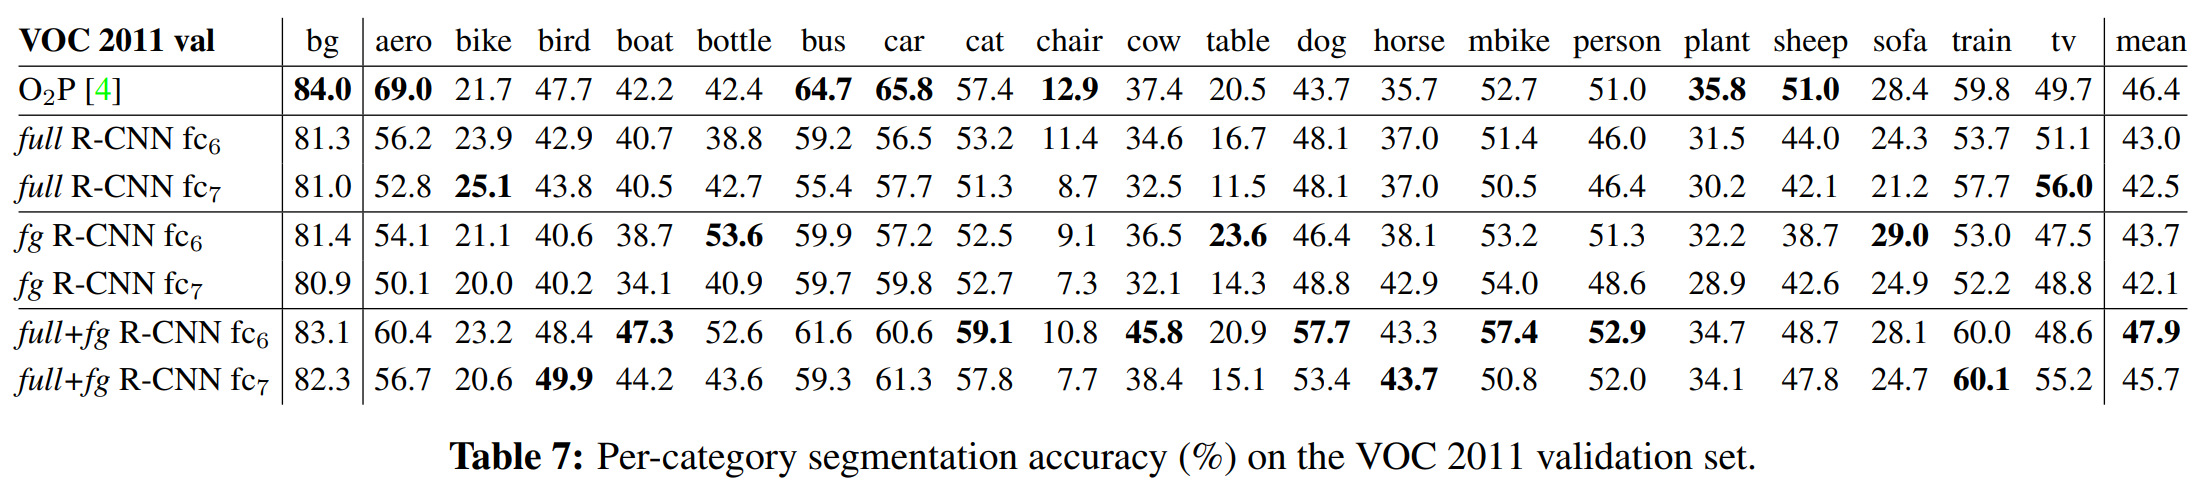 VOC 2011 val bg aero bike bird boat bottle bus car cat chair cow table dog horse mbike person plant sheep sofa train tv mean
O₂P [4] 84.0 69.0 21.7 47.7 42.2 42.4 64.7 65.8 57.4 12.9 37.4 20.5 43.7 35.7 52.7 51.0 35.8 51.0 28.4 59.8 49.7 46.4
full R-CNN fc₆ 81.3 56.2 23.9 42.9 40.7 38.8 59.2 56.5 53.2 11.4 34.6 16.7 48.1 37.0 51.4 46.0 31.5 44.0 24.3 53.7 51.1 43.0
full R-CNN fc₇ 81.0 52.8 25.1 43.8 40.5 42.7 55.4 57.7 51.3 8.7 32.5 11.5 48.1 37.0 50.5 46.4 30.2 42.1 21.2 57.7 56.0 42.5
fg R-CNN fc₆ 81.4 54.1 21.1 40.6 38.7 53.6 59.9 57.2 52.5 9.1 36.5 23.6 46.4 38.1 53.2 51.3 32.2 38.7 29.0 53.0 47.5 43.7
fg R-CNN fc₇ 80.9 50.1 20.0 40.2 34.1 40.9 59.7 59.8 52.7 7.3 32.1 14.3 48.8 42.9 54.0 48.6 28.9 42.6 24.9 52.2 48.8 42.1
full+fg R-CNN fc₆ 83.1 60.4 23.2 48.4 47.3 52.6 61.6 60.6 59.1 10.8 45.8 20.9 57.7 43.3 57.4 52.9 34.7 48.7 28.1 60.0 48.6 47.9
full+fg R-CNN fc₇ 82.3 56.7 20.6 49.9 44.2 43.6 59.3 61.3 57.8 7.7 38.4 15.1 53.4 43.7 50.8 52.0 34.1 47.8 24.7 60.1 55.2 45.7
Table 7: Per-category segmentation accuracy (%) on the VOC 2011 validation set.